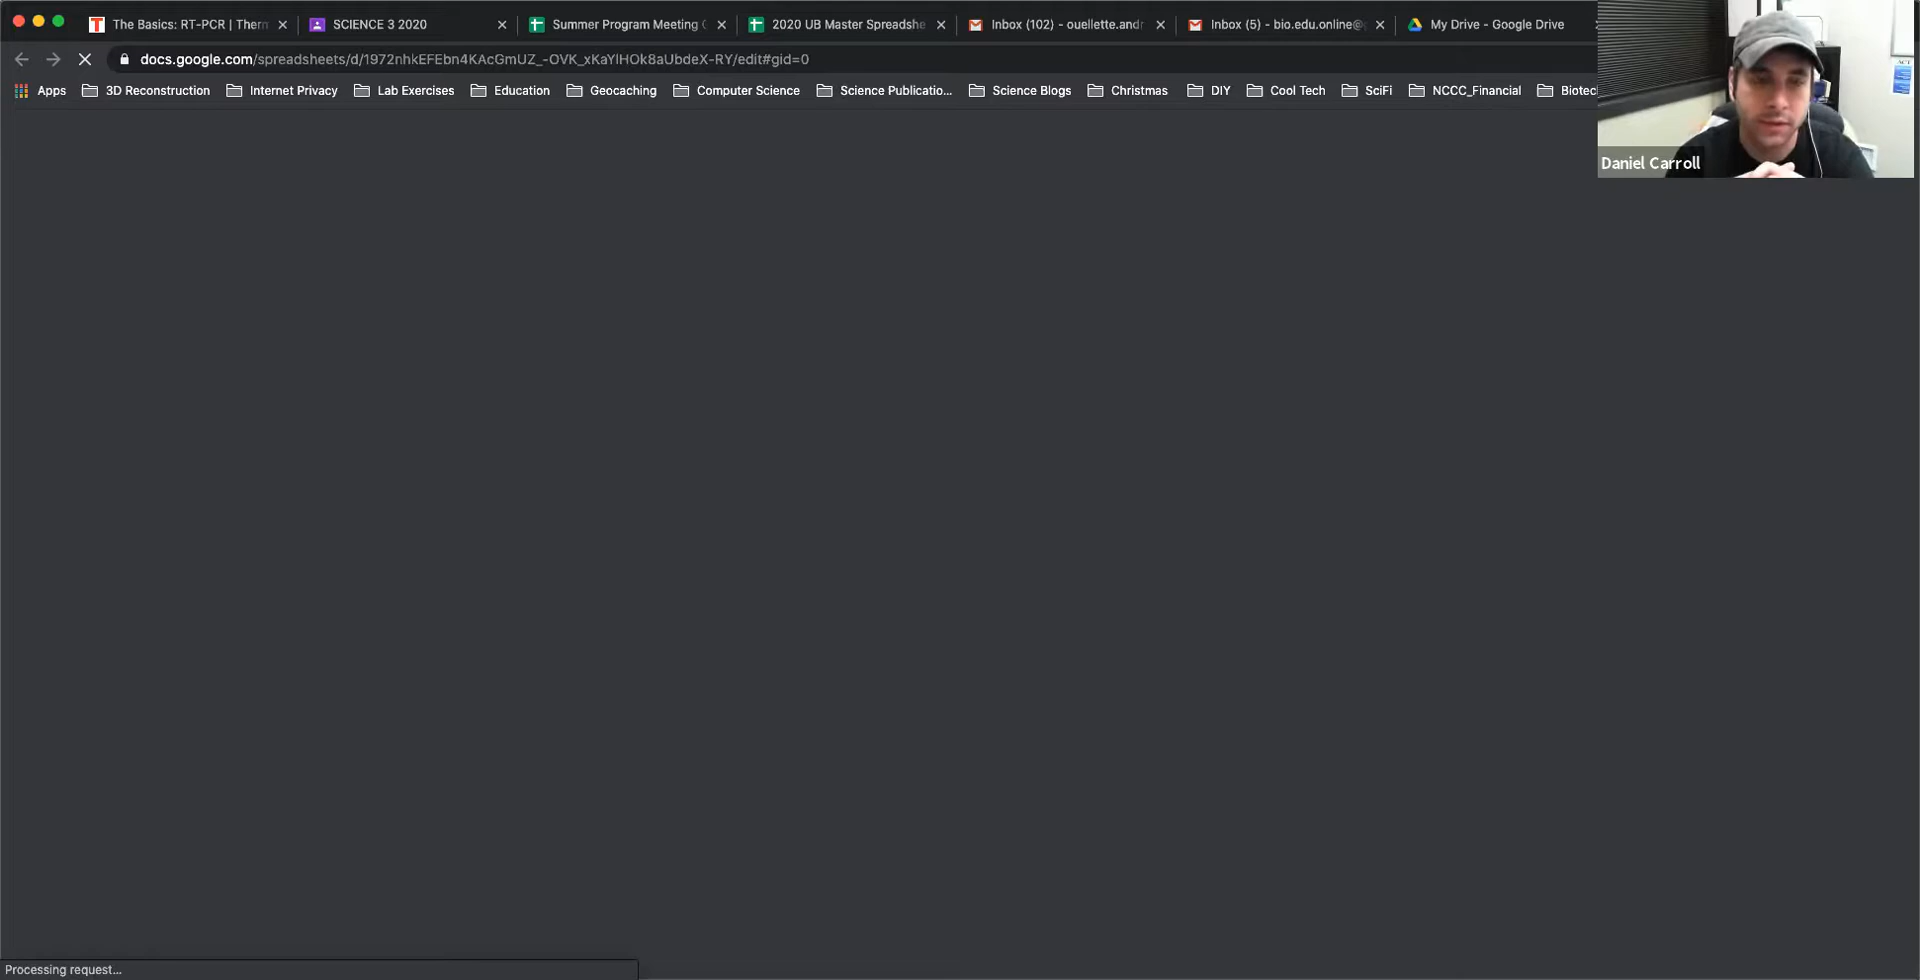 The Basics: RT-PCR | Therm
SCIENCE 3 2020
Summer Program Meeting
2020 UB Master Spreadshe
Inbox (102) - ouellette.andr
Inbox (5) - bio.edu.online@
My Drive - Google Drive
docs.google.com/spreadsheets/d/1972nhkEFEbn4KAcGmUZ_-OVK_xKaYlHOk8aUbdeX-RY/edit#gid=0
Apps
3D Reconstruction
Internet Privacy
Lab Exercises
Education
Geocaching
Computer Science
Science Publicatio...
Science Blogs
Christmas
DIY
Cool Tech
SciFi
NCCC_Financial
Biotec
ACT
Daniel Carroll
Processing request...